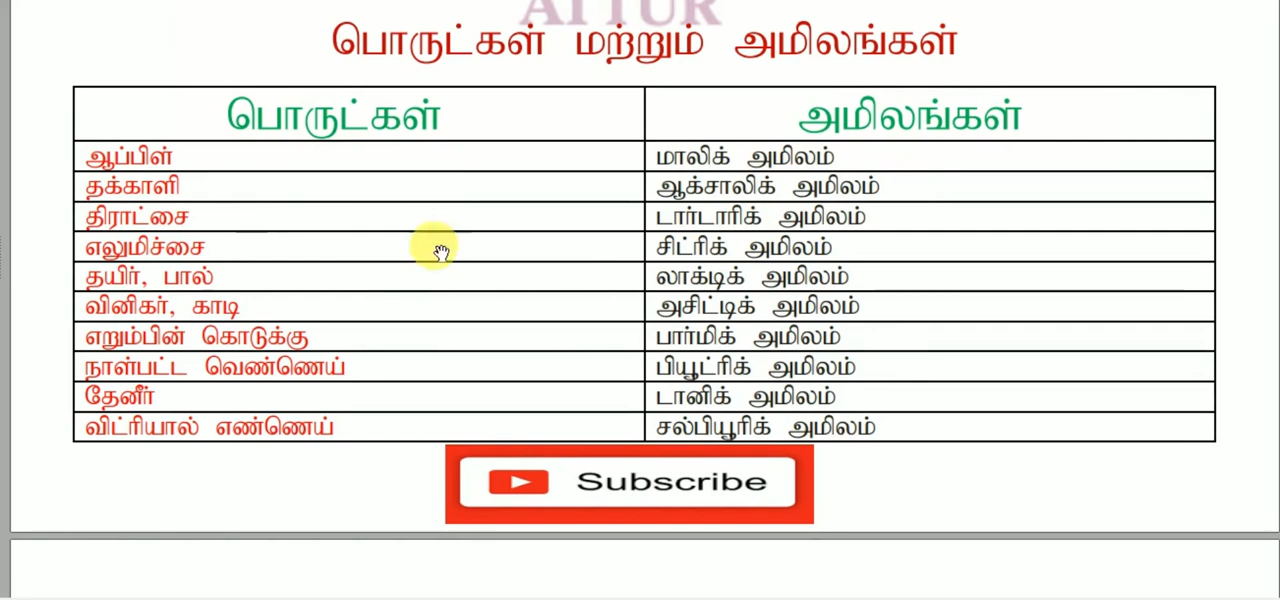 ATTUR
பொருட்கள் மற்றும் அமிலங்கள்
பொருட்கள் அமிலங்கள்
ஆப்பிள் மாலிக் அமிலம்
தக்காளி ஆக்சாலிக் அமிலம்
திராட்சை டார்டாரிக் அமிலம்
எலுமிச்சை சிட்ரிக் அமிலம்
தயிர், பால் லாக்டிக் அமிலம்
வினிகர், காடி அசிட்டிக் அமிலம்
எறும்பின் கொடுக்கு பார்மிக் அமிலம்
நாள்பட்ட வெண்ணெய் பியூட்ரிக் அமிலம்
தேனீர் டானிக் அமிலம்
விட்ரியால் எண்ணெய் சல்பியூரிக் அமிலம்
Subscribe